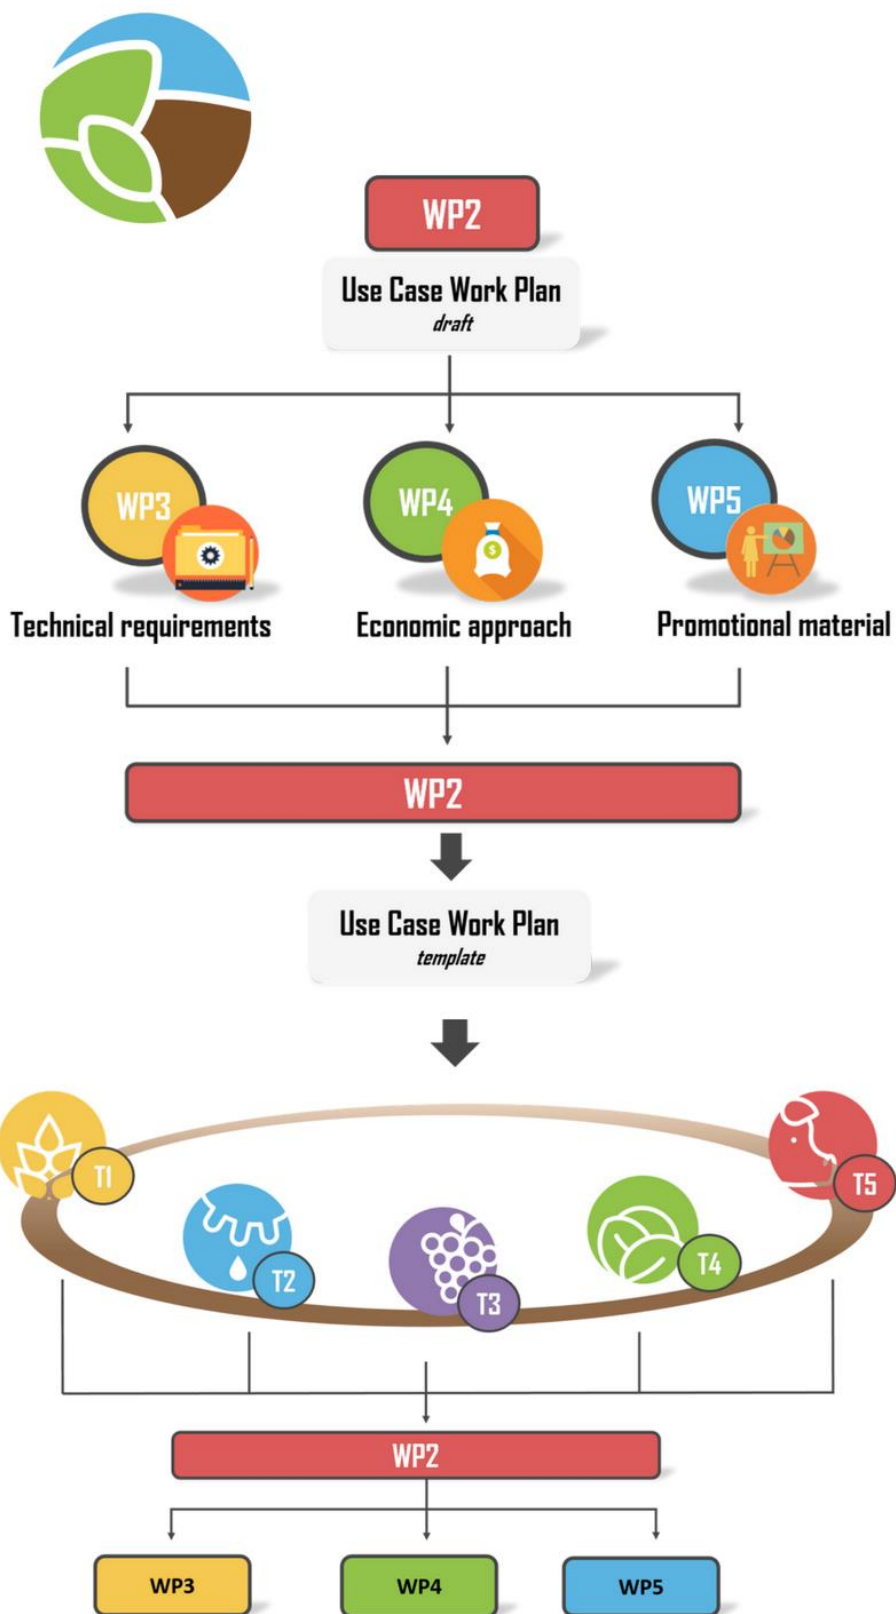 WP2
Use Case Work Plan
draft
WP3
WP4
WP5
$
Technical requirements
Economic approach
Promotional material
WP2
Use Case Work Plan
template
T1
T2
T3
T4
T5
WP2
WP3
WP4
WP5